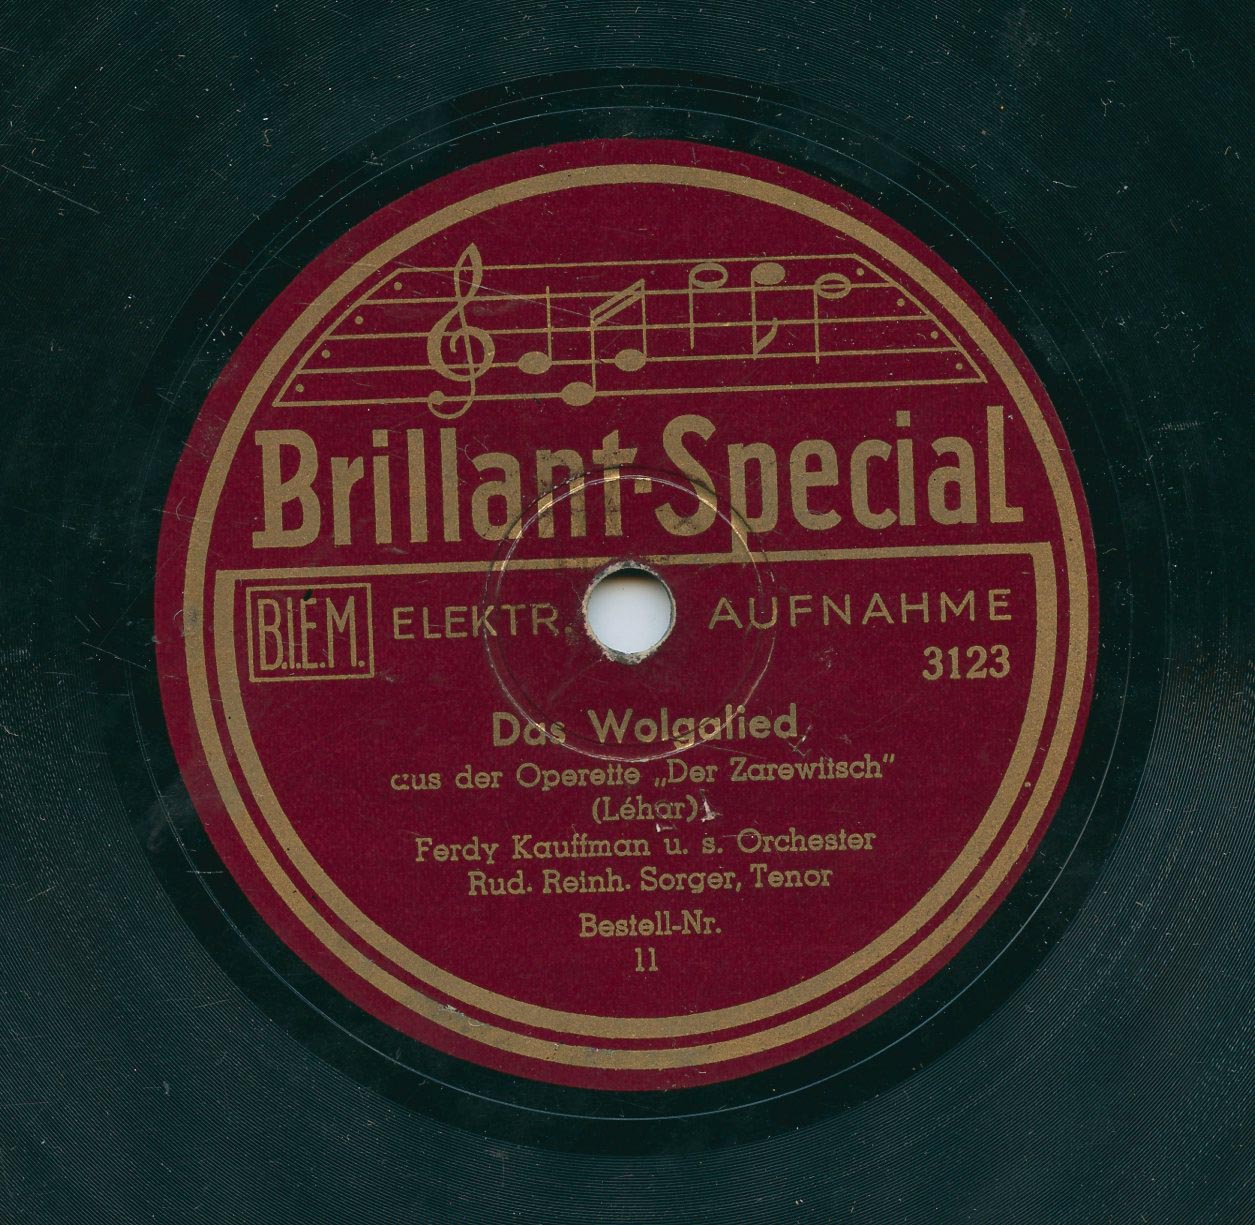 Brillant-Special
B.I.E.M. ELEKTR. AUFNAHME
3123
Das Wolgalied
aus der Operette „Der Zarewitsch”
(Léhar)
Ferdy Kauffman u. s. Orchester
Rud. Reinh. Sorger, Tenor
Bestell-Nr.
11